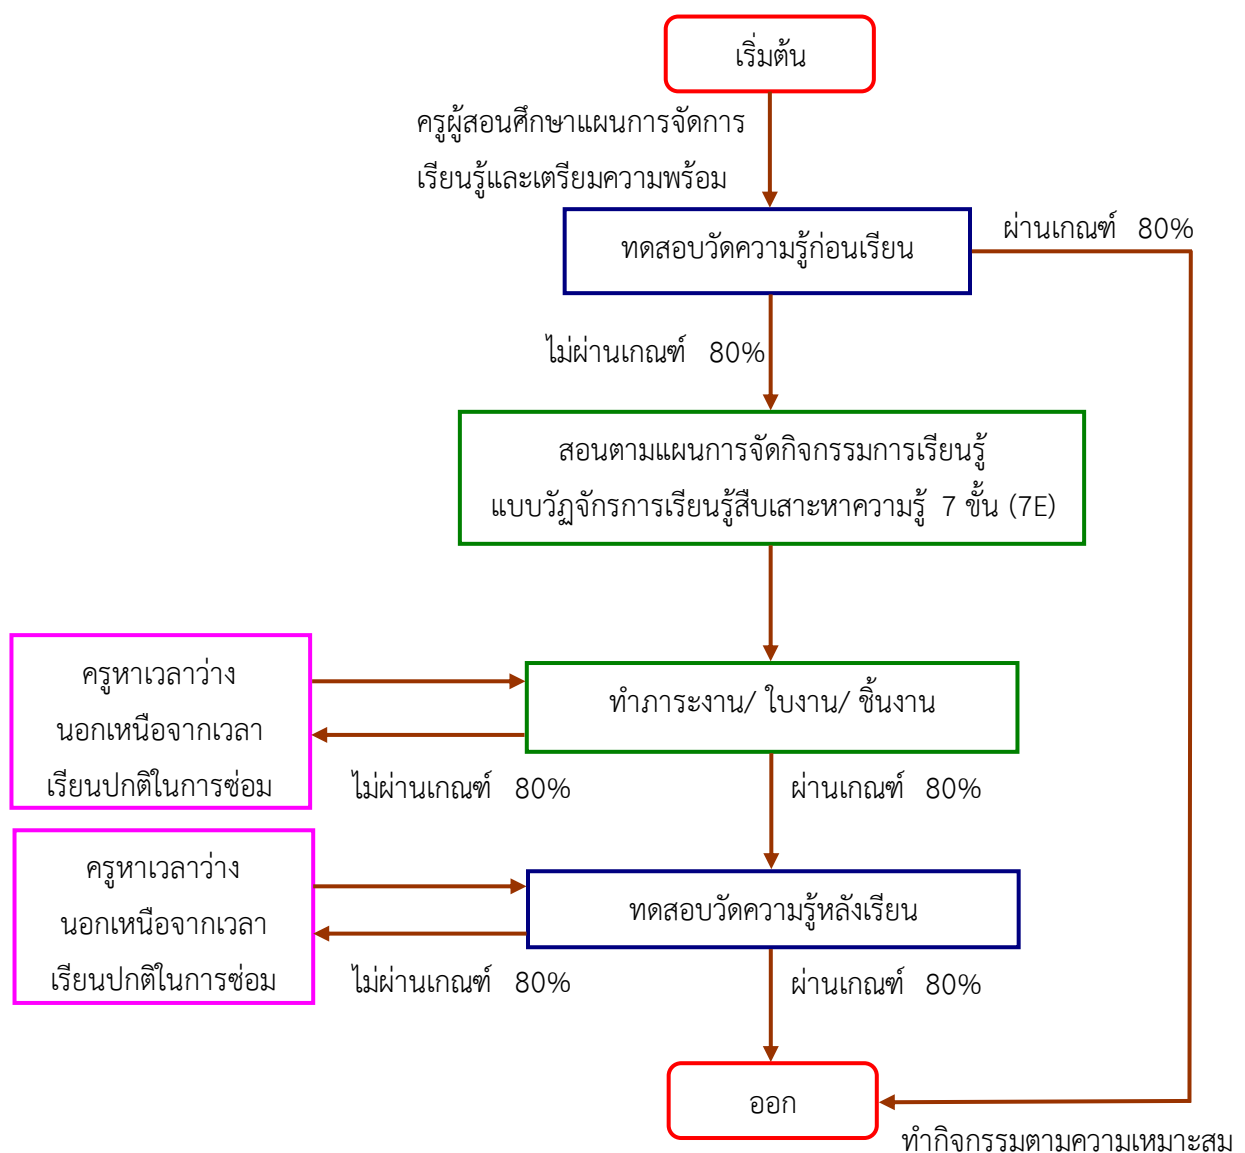 เริ่มต้น
ครูผู้สอนศึกษาแผนการจัดการ
เรียนรู้และเตรียมความพร้อม
ทดสอบวัดความรู้ก่อนเรียน
ผ่านเกณฑ์ 80%
ไม่ผ่านเกณฑ์ 80%
สอนตามแผนการจัดกิจกรรมการเรียนรู้
แบบวัฏจักรการเรียนรู้สืบเสาะหาความรู้ 7 ขั้น (7E)
ครูหาเวลาว่าง
นอกเหนือจากเวลา
เรียนปกติในการซ่อม
ทำภาระงาน/ ใบงาน/ ชิ้นงาน
ไม่ผ่านเกณฑ์ 80%
ผ่านเกณฑ์ 80%
ครูหาเวลาว่าง
นอกเหนือจากเวลา
เรียนปกติในการซ่อม
ทดสอบวัดความรู้หลังเรียน
ไม่ผ่านเกณฑ์ 80%
ผ่านเกณฑ์ 80%
ออก
ทำกิจกรรมตามความเหมาะสม